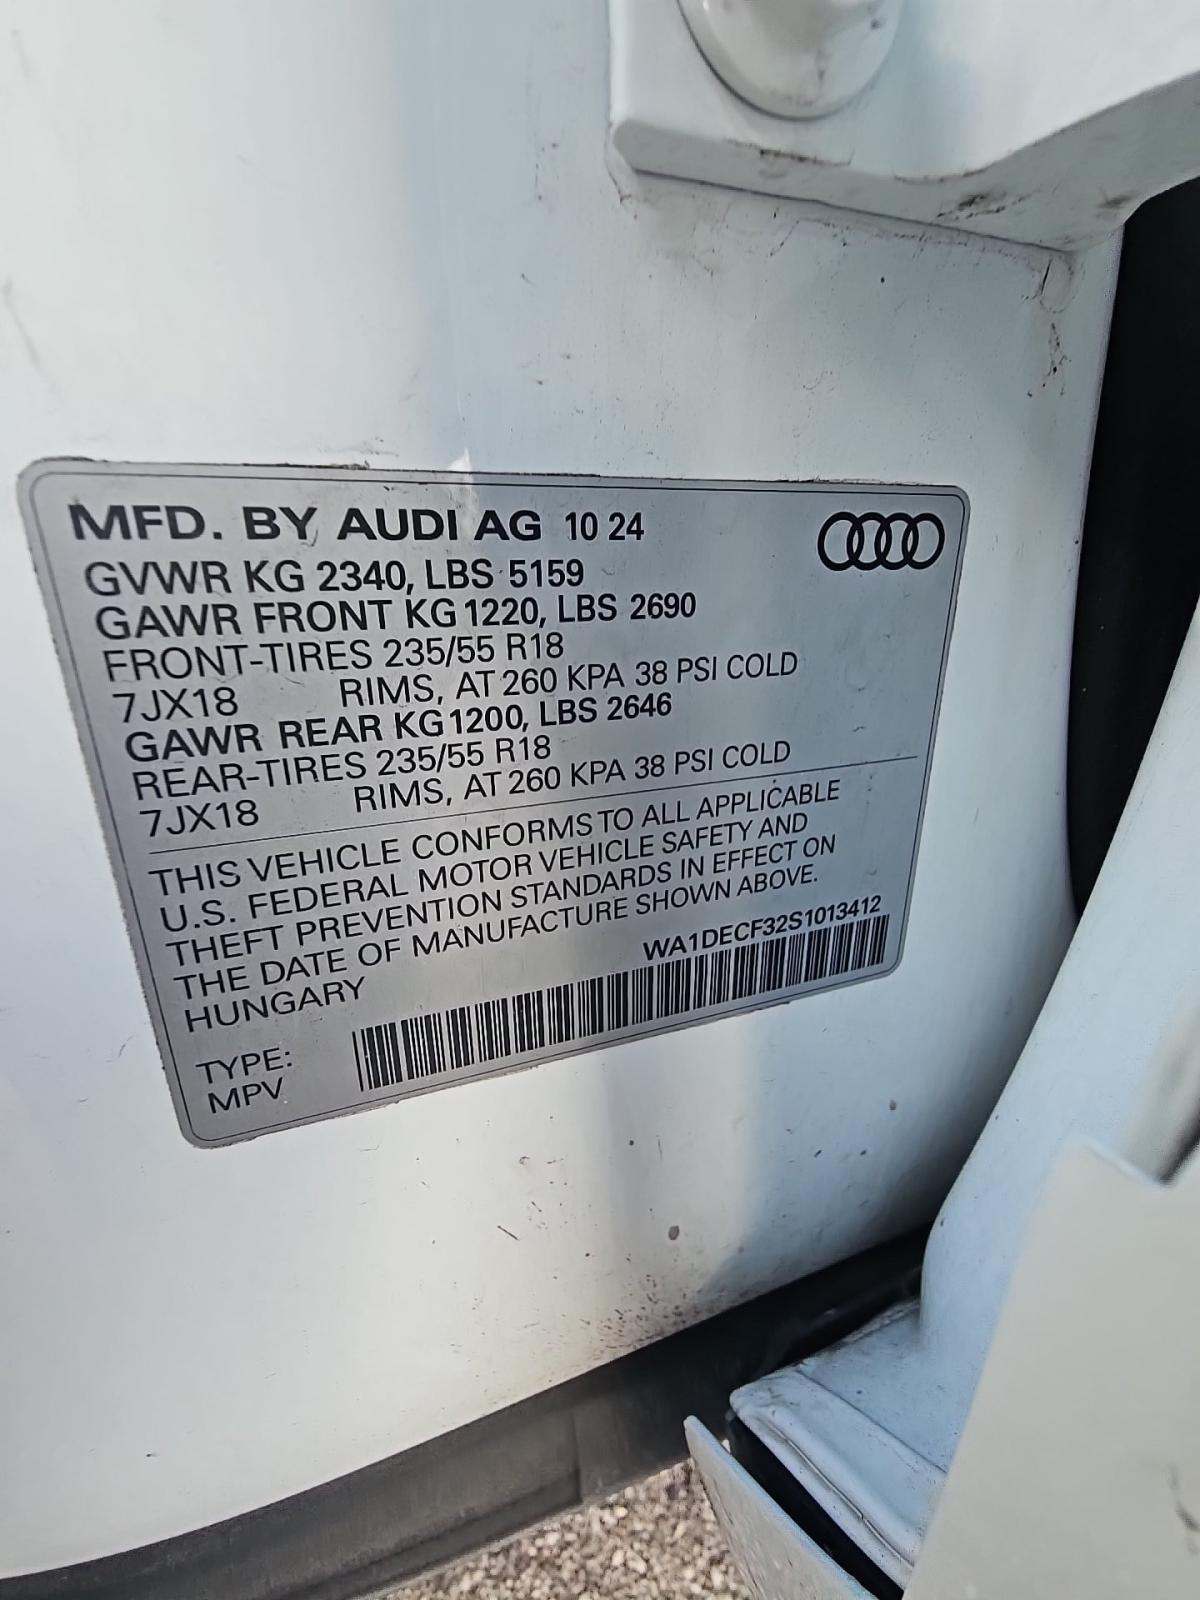 MFD. BY AUDI AG 10 24
GVWR KG 2340, LBS 5159
GAWR FRONT KG 1220, LBS 2690
FRONT-TIRES 235/55 R18
7JX18 RIMS, AT 260 KPA 38 PSI COLD
GAWR REAR KG 1200, LBS 2646
REAR-TIRES 235/55 R18
7JX18 RIMS, AT 260 KPA 38 PSI COLD
THIS VEHICLE CONFORMS TO ALL APPLICABLE
U.S. FEDERAL MOTOR VEHICLE SAFETY AND
THEFT PREVENTION STANDARDS IN EFFECT ON
THE DATE OF MANUFACTURE SHOWN ABOVE.
HUNGARY
WA1DECF32S1013412
TYPE:
MPV